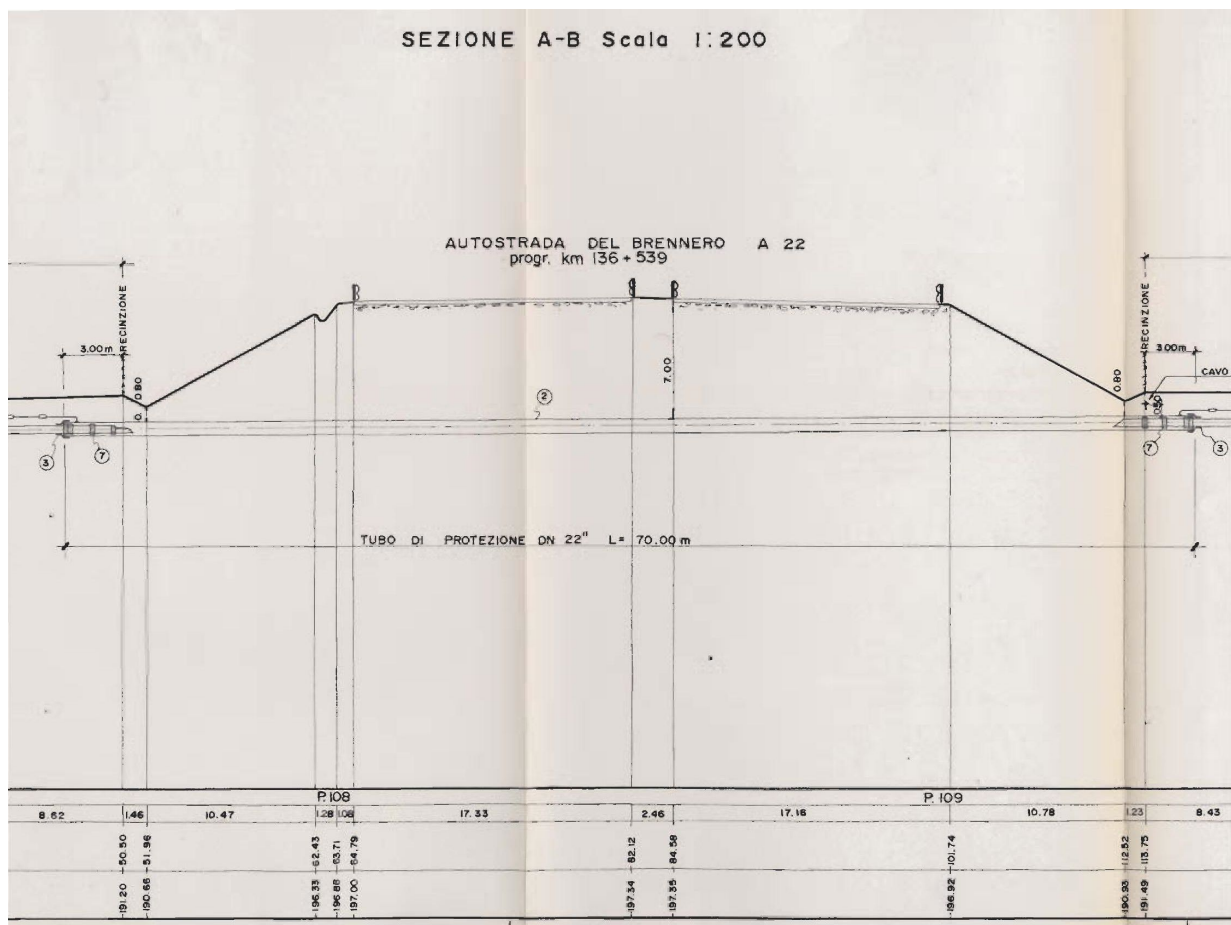 SEZIONE A-B Scala 1:200
AUTOSTRADA DEL BRENNERO A 22
progr. km 136 + 539
RECINZIONE
RECINZIONE
3.00m
3.00m
0.80
7.00
0.80
CAVO
0.50
2
3
7
7
3
TUBO DI PROTEZIONE DN 22" L= 70.00 m
P.108
P.109
8.62 1.46 10.47 1.28 1.08 17.33 2.46 17.16 10.78 1.23 8.43
50.50 51.96 62.43 63.71 64.79 82.12 84.58 101.74 112.52 113.75
191.20 190.66 196.33 196.88 197.00 197.34 197.35 196.92 190.93 191.49